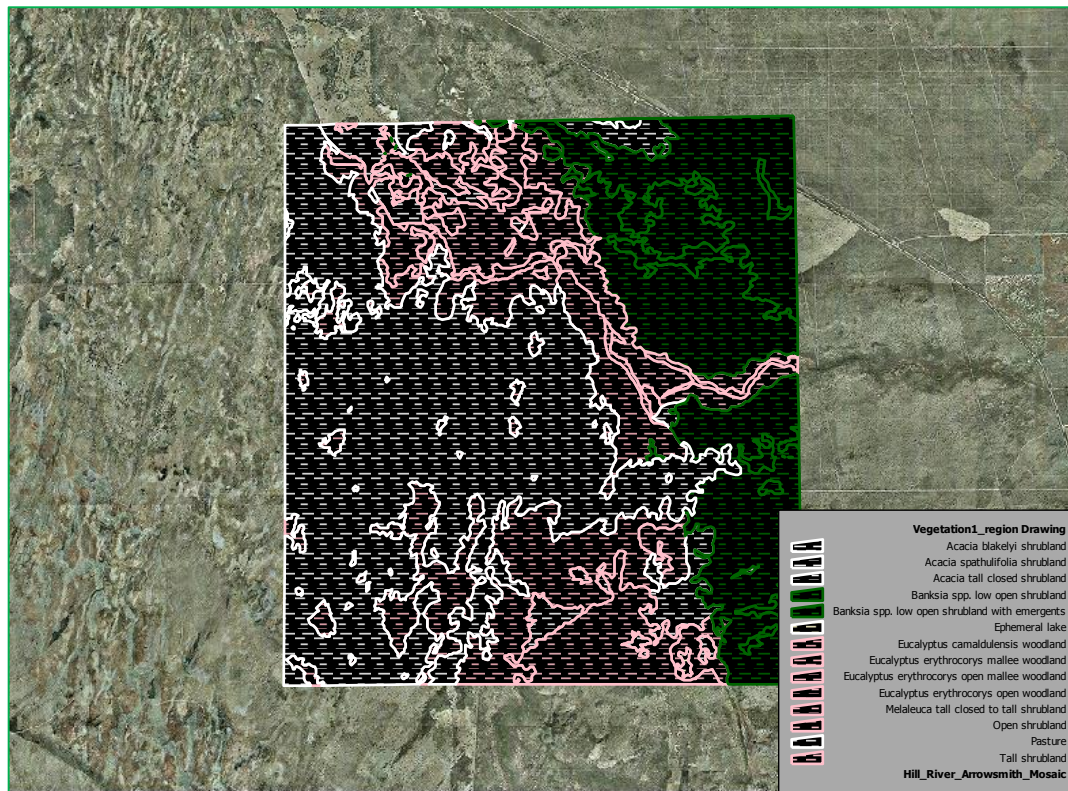 Vegetation1_region Drawing
Acacia blakelyi shrubland
Acacia spathulifolia shrubland
Acacia tall closed shrubland
Banksia spp. low open shrubland
Banksia spp. low open shrubland with emergents
Ephemeral lake
Eucalyptus camaldulensis woodland
Eucalyptus erythrocorys mallee woodland
Eucalyptus erythrocorys open mallee woodland
Eucalyptus erythrocorys open woodland
Melaleuca tall closed to tall shrubland
Open shrubland
Pasture
Tall shrubland
Hill_River_Arrowsmith_Mosaic